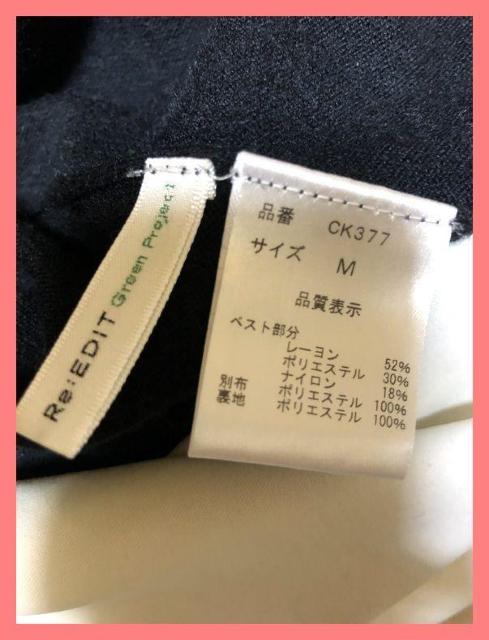 Re:EDIT Green Project
品番 CK377
サイズ M
品質表示
ベスト部分
レーヨン 52%
ポリエステル 30%
ナイロン 18%
別布 ポリエステル 100%
裏地 ポリエステル 100%